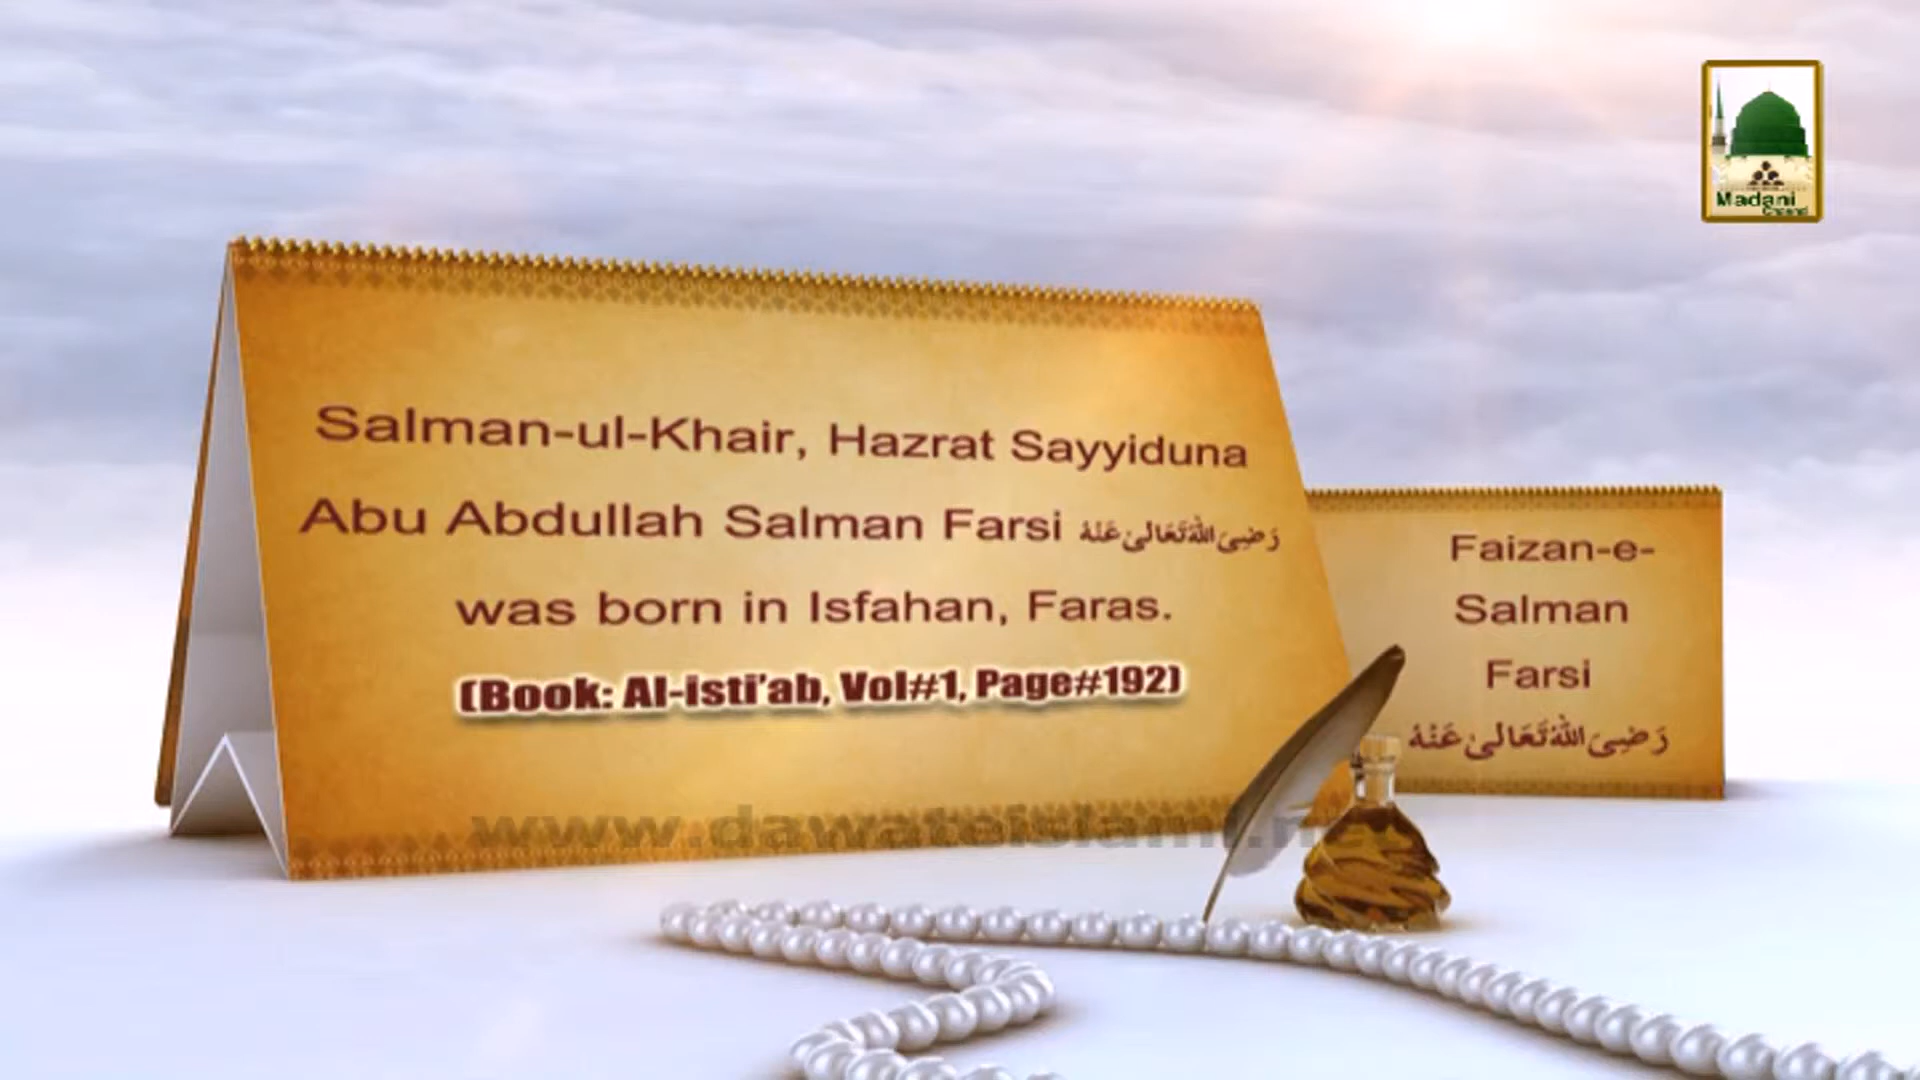 Madani
Channel
Salman-ul-Khair, Hazrat Sayyiduna
Abu Abdullah Salman Farsi رَضِیَ اللّٰهُ تَعَالٰی عَنْهُ
was born in Isfahan, Faras.
(Book: Al-isti'ab, Vol#1, Page#192)
Faizan-e-
Salman
Farsi
رَضِیَ اللّٰهُ تَعَالٰی عَنْهُ
www.dawateislami.net